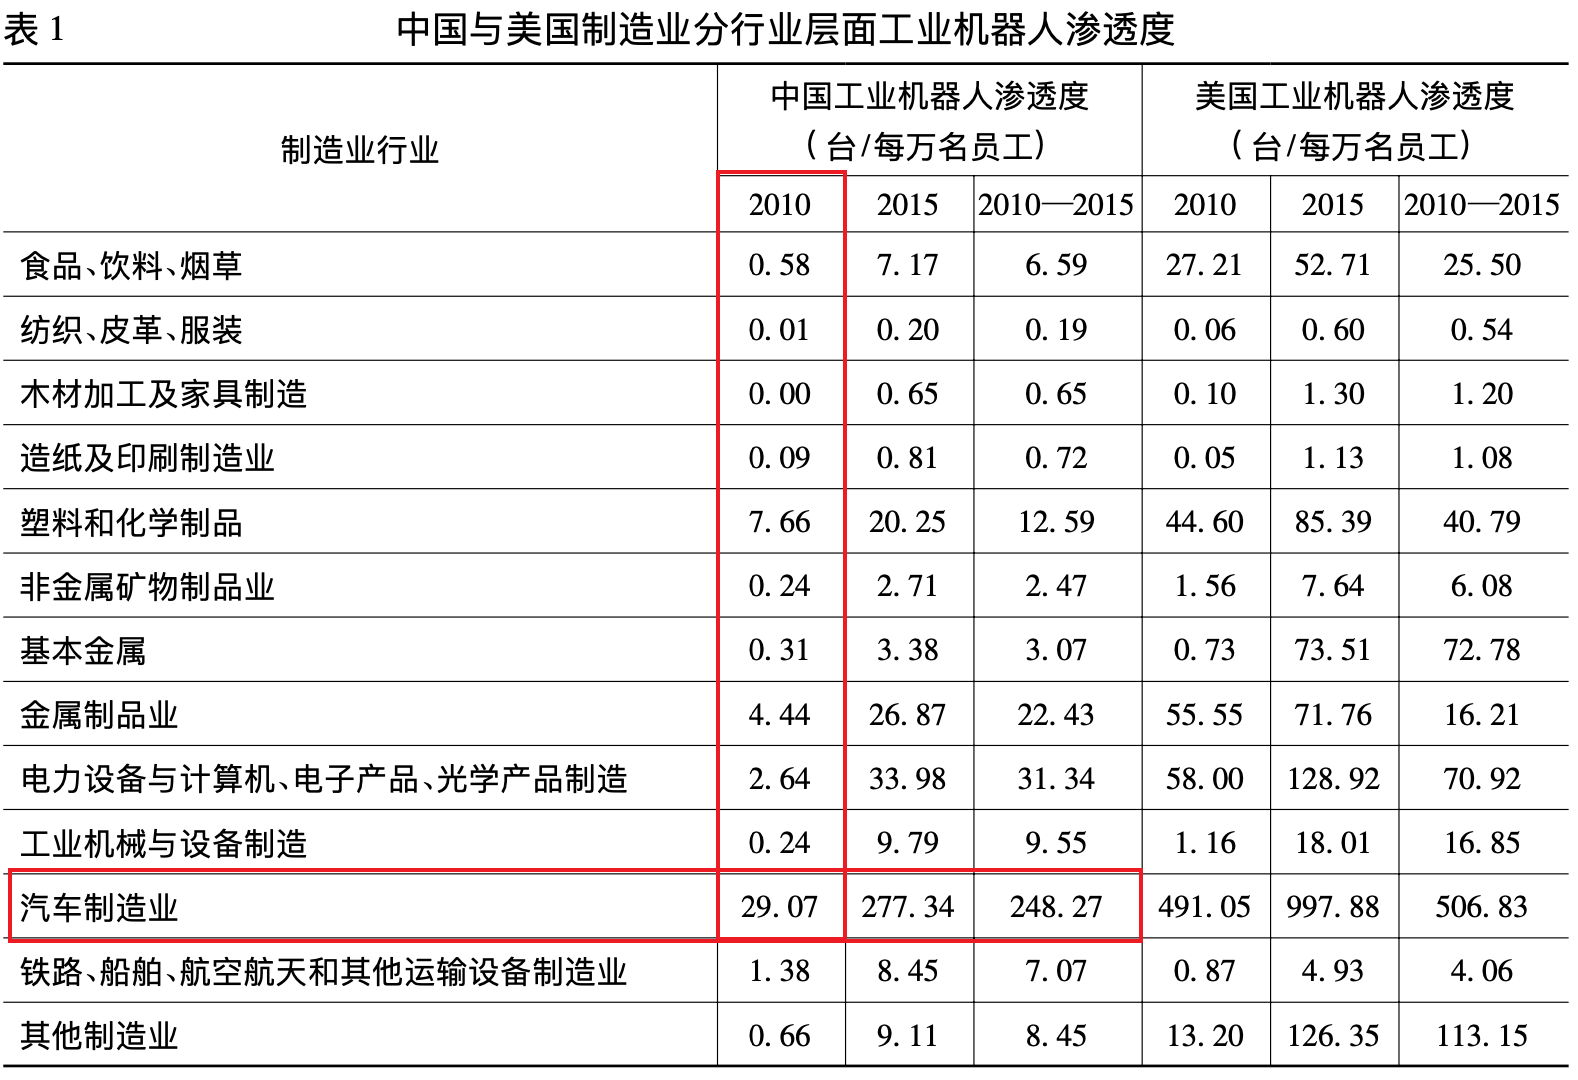 表 1 中国与美国制造业分行业层面工业机器人渗透度
制造业行业 中国工业机器人渗透度 (台/每万名员工) 美国工业机器人渗透度 (台/每万名员工)
2010 2015 2010—2015 2010 2015 2010—2015
食品、饮料、烟草 0.58 7.17 6.59 27.21 52.71 25.50
纺织、皮革、服装 0.01 0.20 0.19 0.06 0.60 0.54
木材加工及家具制造 0.00 0.65 0.65 0.10 1.30 1.20
造纸及印刷制造业 0.09 0.81 0.72 0.05 1.13 1.08
塑料和化学制品 7.66 20.25 12.59 44.60 85.39 40.79
非金属矿物制品业 0.24 2.71 2.47 1.56 7.64 6.08
基本金属 0.31 3.38 3.07 0.73 73.51 72.78
金属制品业 4.44 26.87 22.43 55.55 71.76 16.21
电力设备与计算机、电子产品、光学产品制造 2.64 33.98 31.34 58.00 128.92 70.92
工业机械与设备制造 0.24 9.79 9.55 1.16 18.01 16.85
汽车制造业 29.07 277.34 248.27 491.05 997.88 506.83
铁路、船舶、航空航天和其他运输设备制造业 1.38 8.45 7.07 0.87 4.93 4.06
其他制造业 0.66 9.11 8.45 13.20 126.35 113.15